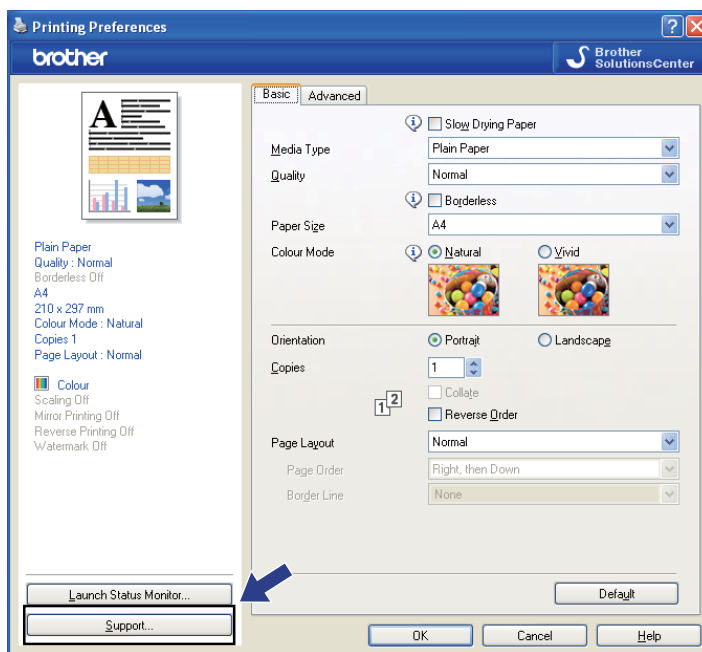 Printing Preferences
brother
Brother
SolutionsCenter
A
Plain Paper
Quality : Normal
Borderless Off
A4
210 x 297 mm
Colour Mode : Natural
Copies 1
Page Layout : Normal
Colour
Scaling Off
Mirror Printing Off
Reverse Printing Off
Watermark Off
Launch Status Monitor...
Support...
Basic Advanced
Slow Drying Paper
Media Type Plain Paper
Quality Normal
Borderless
Paper Size A4
Colour Mode Natural Vivid
Orientation Portrait Landscape
Copies 1
Collate
12
Reverse Order
Page Layout Normal
Page Order Right, then Down
Border Line None
Default
OK Cancel Help